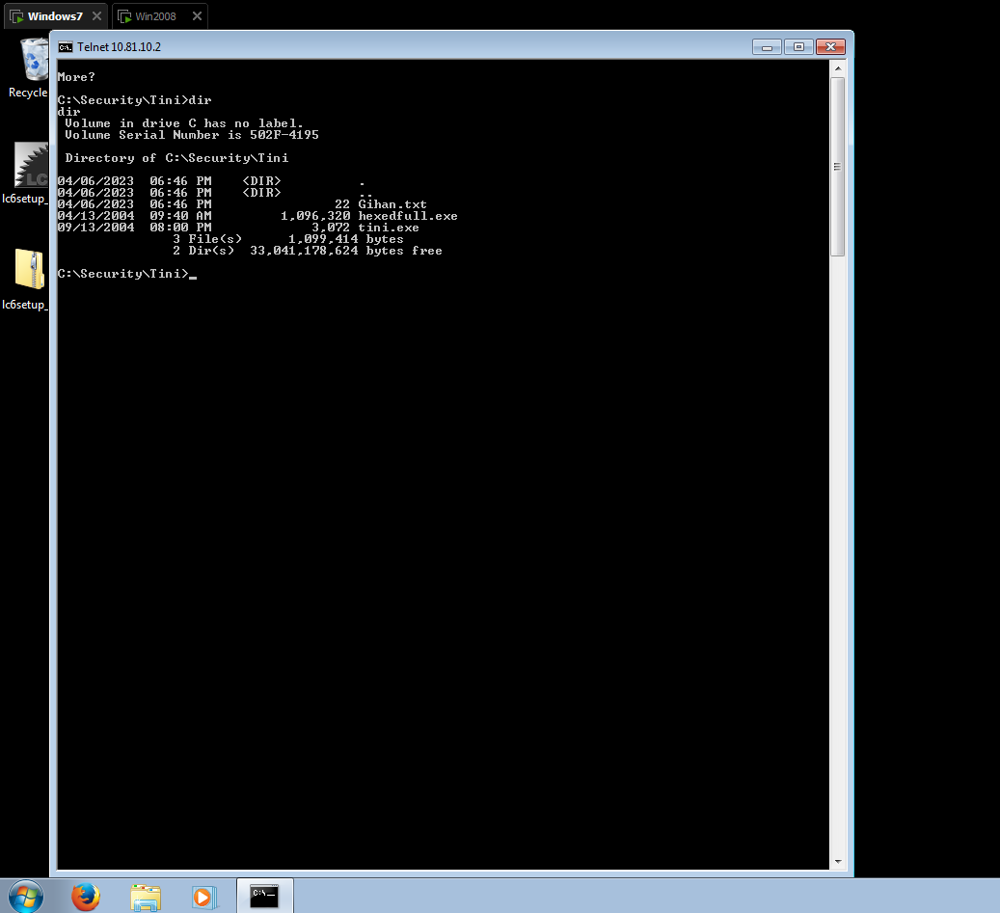 Windows7
Win2008
Recycle
lc6setup_
lc6setup_
Telnet 10.81.10.2
More?
C:\Security\Tini>dir
dir
 Volume in drive C has no label.
 Volume Serial Number is 502F-4195
 Directory of C:\Security\Tini
04/06/2023  06:46 PM    <DIR>          .
04/06/2023  06:46 PM    <DIR>          ..
04/06/2023  06:46 PM                22 Gihan.txt
04/13/2004  09:40 AM         1,096,320 hexedfull.exe
09/13/2004  08:00 PM             3,072 tini.exe
               3 File(s)      1,099,414 bytes
               2 Dir(s)  33,041,178,624 bytes free
C:\Security\Tini>_